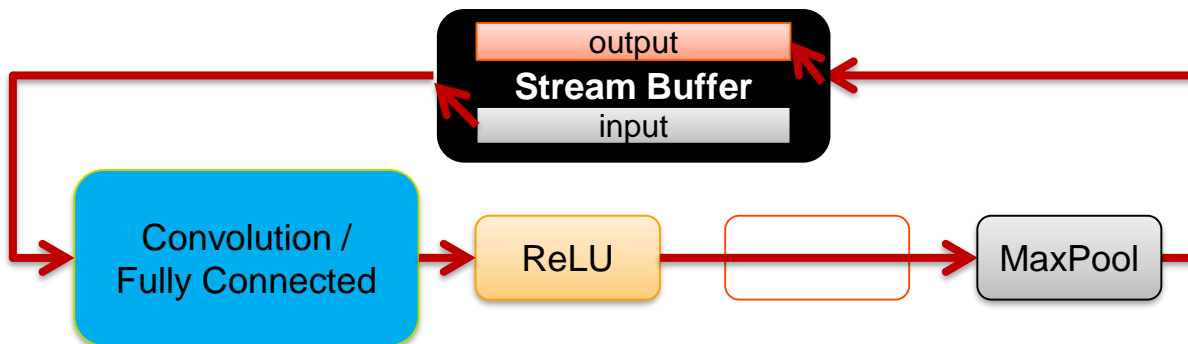 output
Stream Buffer
input
Convolution /
Fully Connected
ReLU
MaxPool